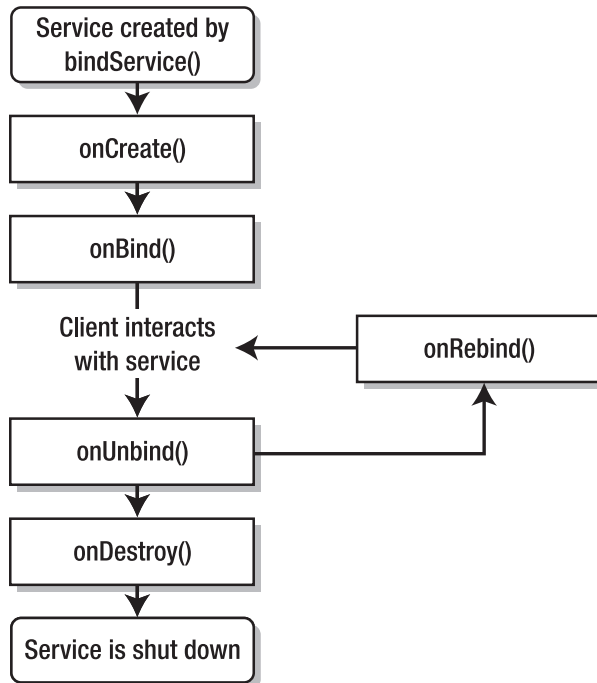 Service created by
bindService()
onCreate()
onBind()
Client interacts
with service
onRebind()
onUnbind()
onDestroy()
Service is shut down